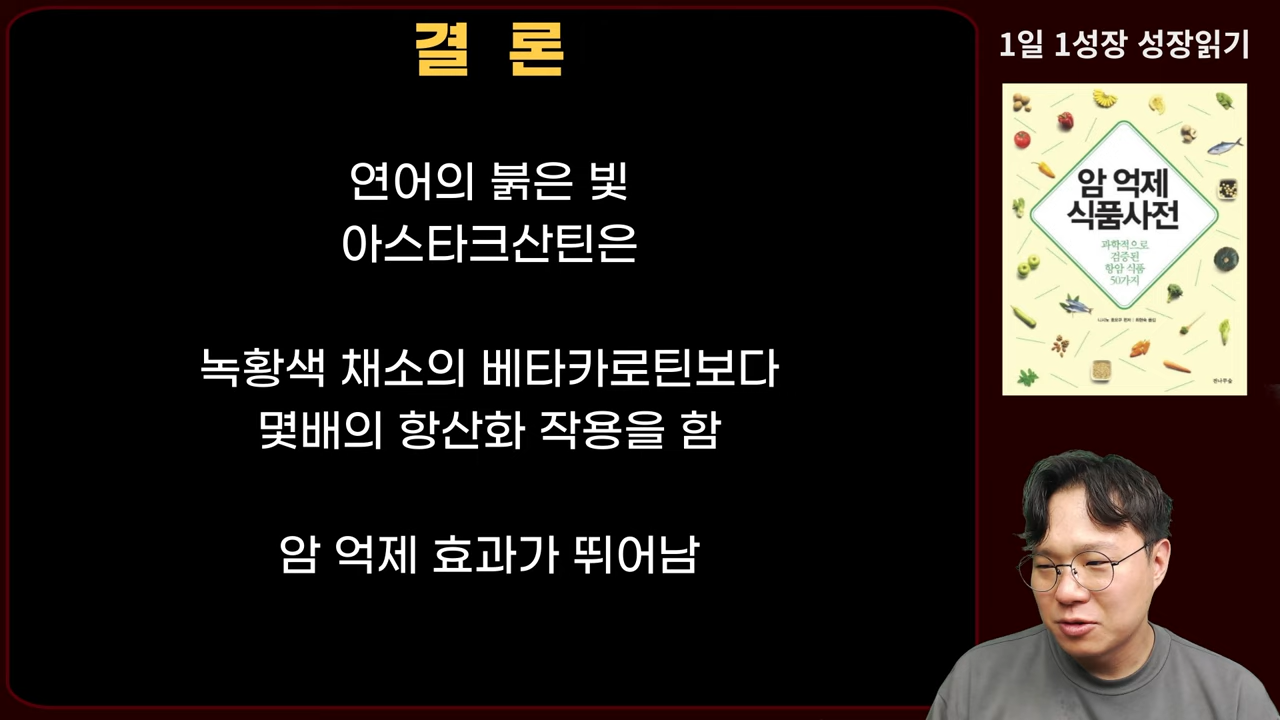 결 론
연어의 붉은 빛
아스타크산틴은
녹황색 채소의 베타카로틴보다
몇배의 항산화 작용을 함
암 억제 효과가 뛰어남
1일 1성장 성장읽기
암 억제
식품사전
과학적으로
검증된
항암 식품
50가지